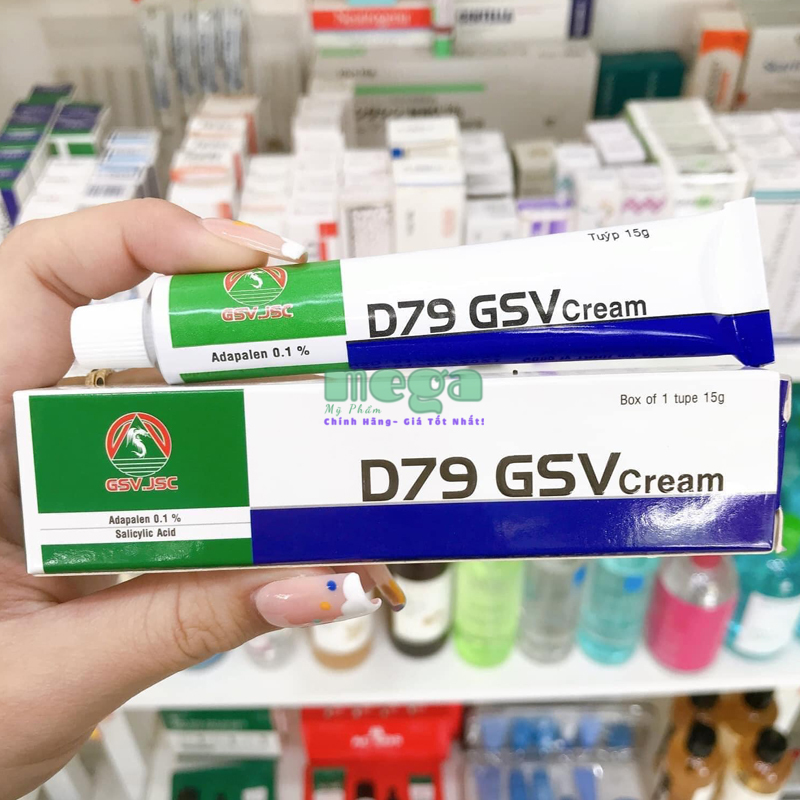 Neutrogena
Tuýp 15g
GSV.JSC
D79 GSV Cream
Adapalen 0.1 %
mega
Mỹ Phẩm
Chính Hãng- Giá Tốt Nhất!
Box of 1 tupe 15g
GSV.JSC
D79 GSV Cream
Adapalen 0.1 %
Salicylic Acid